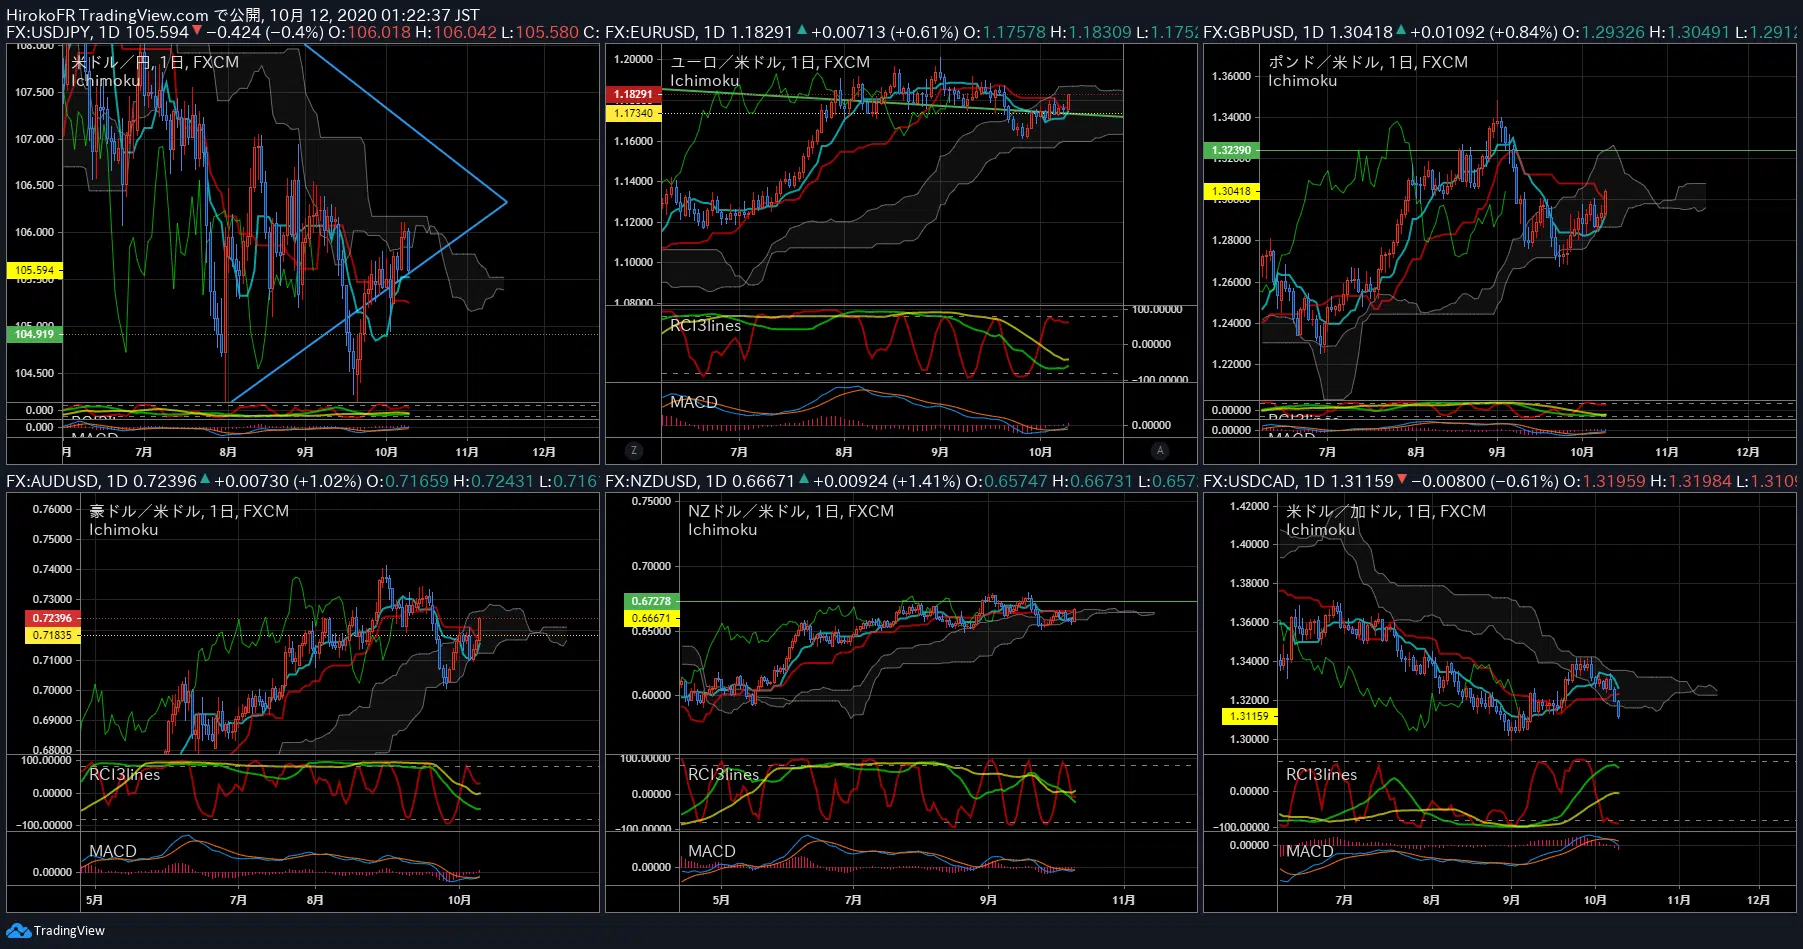 HirokoFR TradingView.com で公開, 10月 12, 2020 01:22:37 JST
FX:USDJPY, 1D 105.594 ▼ −0.424 (−0.4%) O:106.018 H:106.042 L:105.580 C:
米ドル／円, 1日, FXCM
Ichimoku
108.000
107.500
107.000
106.500
106.000
105.594
105.500
105.000
104.919
104.500
0.000
0.000
MACD
月 7月 8月 9月 10月 11月 12月
FX:EURUSD, 1D 1.18291 ▲ +0.00713 (+0.61%) O:1.17578 H:1.18309 L:1.175
ユーロ／米ドル, 1日, FXCM
Ichimoku
1.20000
1.18291
1.17340
1.16000
1.14000
1.12000
1.10000
1.08000
RCI3lines
100.00000
0.00000
−100.00000
MACD
0.00000
Z 7月 8月 9月 10月 A
FX:GBPUSD, 1D 1.30418 ▲ +0.01092 (+0.84%) O:1.29326 H:1.30491 L:1.2912
ポンド／米ドル, 1日, FXCM
Ichimoku
1.36000
1.34000
1.32390
1.32000
1.30418
1.30000
1.28000
1.26000
1.24000
1.22000
0.00000
RCI3lines
0.00000
MACD
7月 8月 9月 10月 11月 12月
FX:AUDUSD, 1D 0.72396 ▲ +0.00730 (+1.02%) O:0.71659 H:0.72431 L:0.716
豪ドル／米ドル, 1日, FXCM
Ichimoku
0.76000
0.75000
0.74000
0.73000
0.72396
0.71835
0.71000
0.70000
0.69000
0.68000
RCI3lines
100.00000
0.00000
−100.00000
MACD
0.00000
5月 7月 8月 10月
FX:NZDUSD, 1D 0.66671 ▲ +0.00924 (+1.41%) O:0.65747 H:0.66731 L:0.657
NZドル／米ドル, 1日, FXCM
Ichimoku
0.75000
0.70000
0.67278
0.66671
0.65000
0.60000
RCI3lines
100.00000
0.00000
−100.00000
MACD
0.00000
5月 7月 9月 11月
FX:USDCAD, 1D 1.31159 ▼ −0.00800 (−0.61%) O:1.31959 H:1.31984 L:1.3109
米ドル／加ドル, 1日, FXCM
Ichimoku
1.42000
1.40000
1.38000
1.36000
1.34000
1.32000
1.31159
1.30000
RCI3lines
0.00000
−100.00000
MACD
0.00000
7月 8月 9月 10月 11月 12月
TradingView